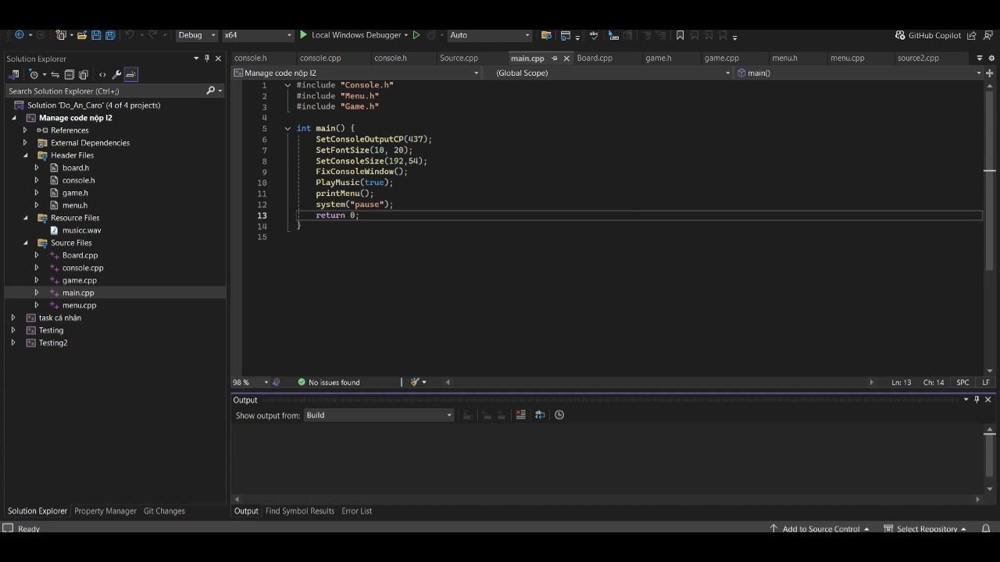 Debug x64 Local Windows Debugger Auto GitHub Copilot
Solution Explorer
console.h console.cpp console.h Source.cpp main.cpp Board.cpp game.h game.cpp menu.h menu.cpp source2.cpp
Manage code nộp l2 (Global Scope) main()
Search Solution Explorer (Ctrl+;)
Solution 'Do_An_Caro' (4 of 4 projects)
Manage code nộp l2
References
External Dependencies
Header Files
board.h
console.h
game.h
menu.h
Resource Files
musicc.wav
Source Files
Board.cpp
console.cpp
game.cpp
main.cpp
menu.cpp
task cá nhân
Testing
Testing2
1 #include "Console.h"
2 #include "Menu.h"
3 #include "Game.h"
4
5 int main() {
6 SetConsoleOutputCP(437);
7 SetFontSize(10, 20);
8 SetConsoleSize(192,54);
9 FixConsoleWindow();
10 PlayMusic(true);
11 printMenu();
12 system("pause");
13 return 0;
14 }
15
98 % No issues found Ln: 13 Ch: 14 SPC LF
Output
Show output from: Build
Solution Explorer Property Manager Git Changes
Output Find Symbol Results Error List
Ready Add to Source Control Select Repository